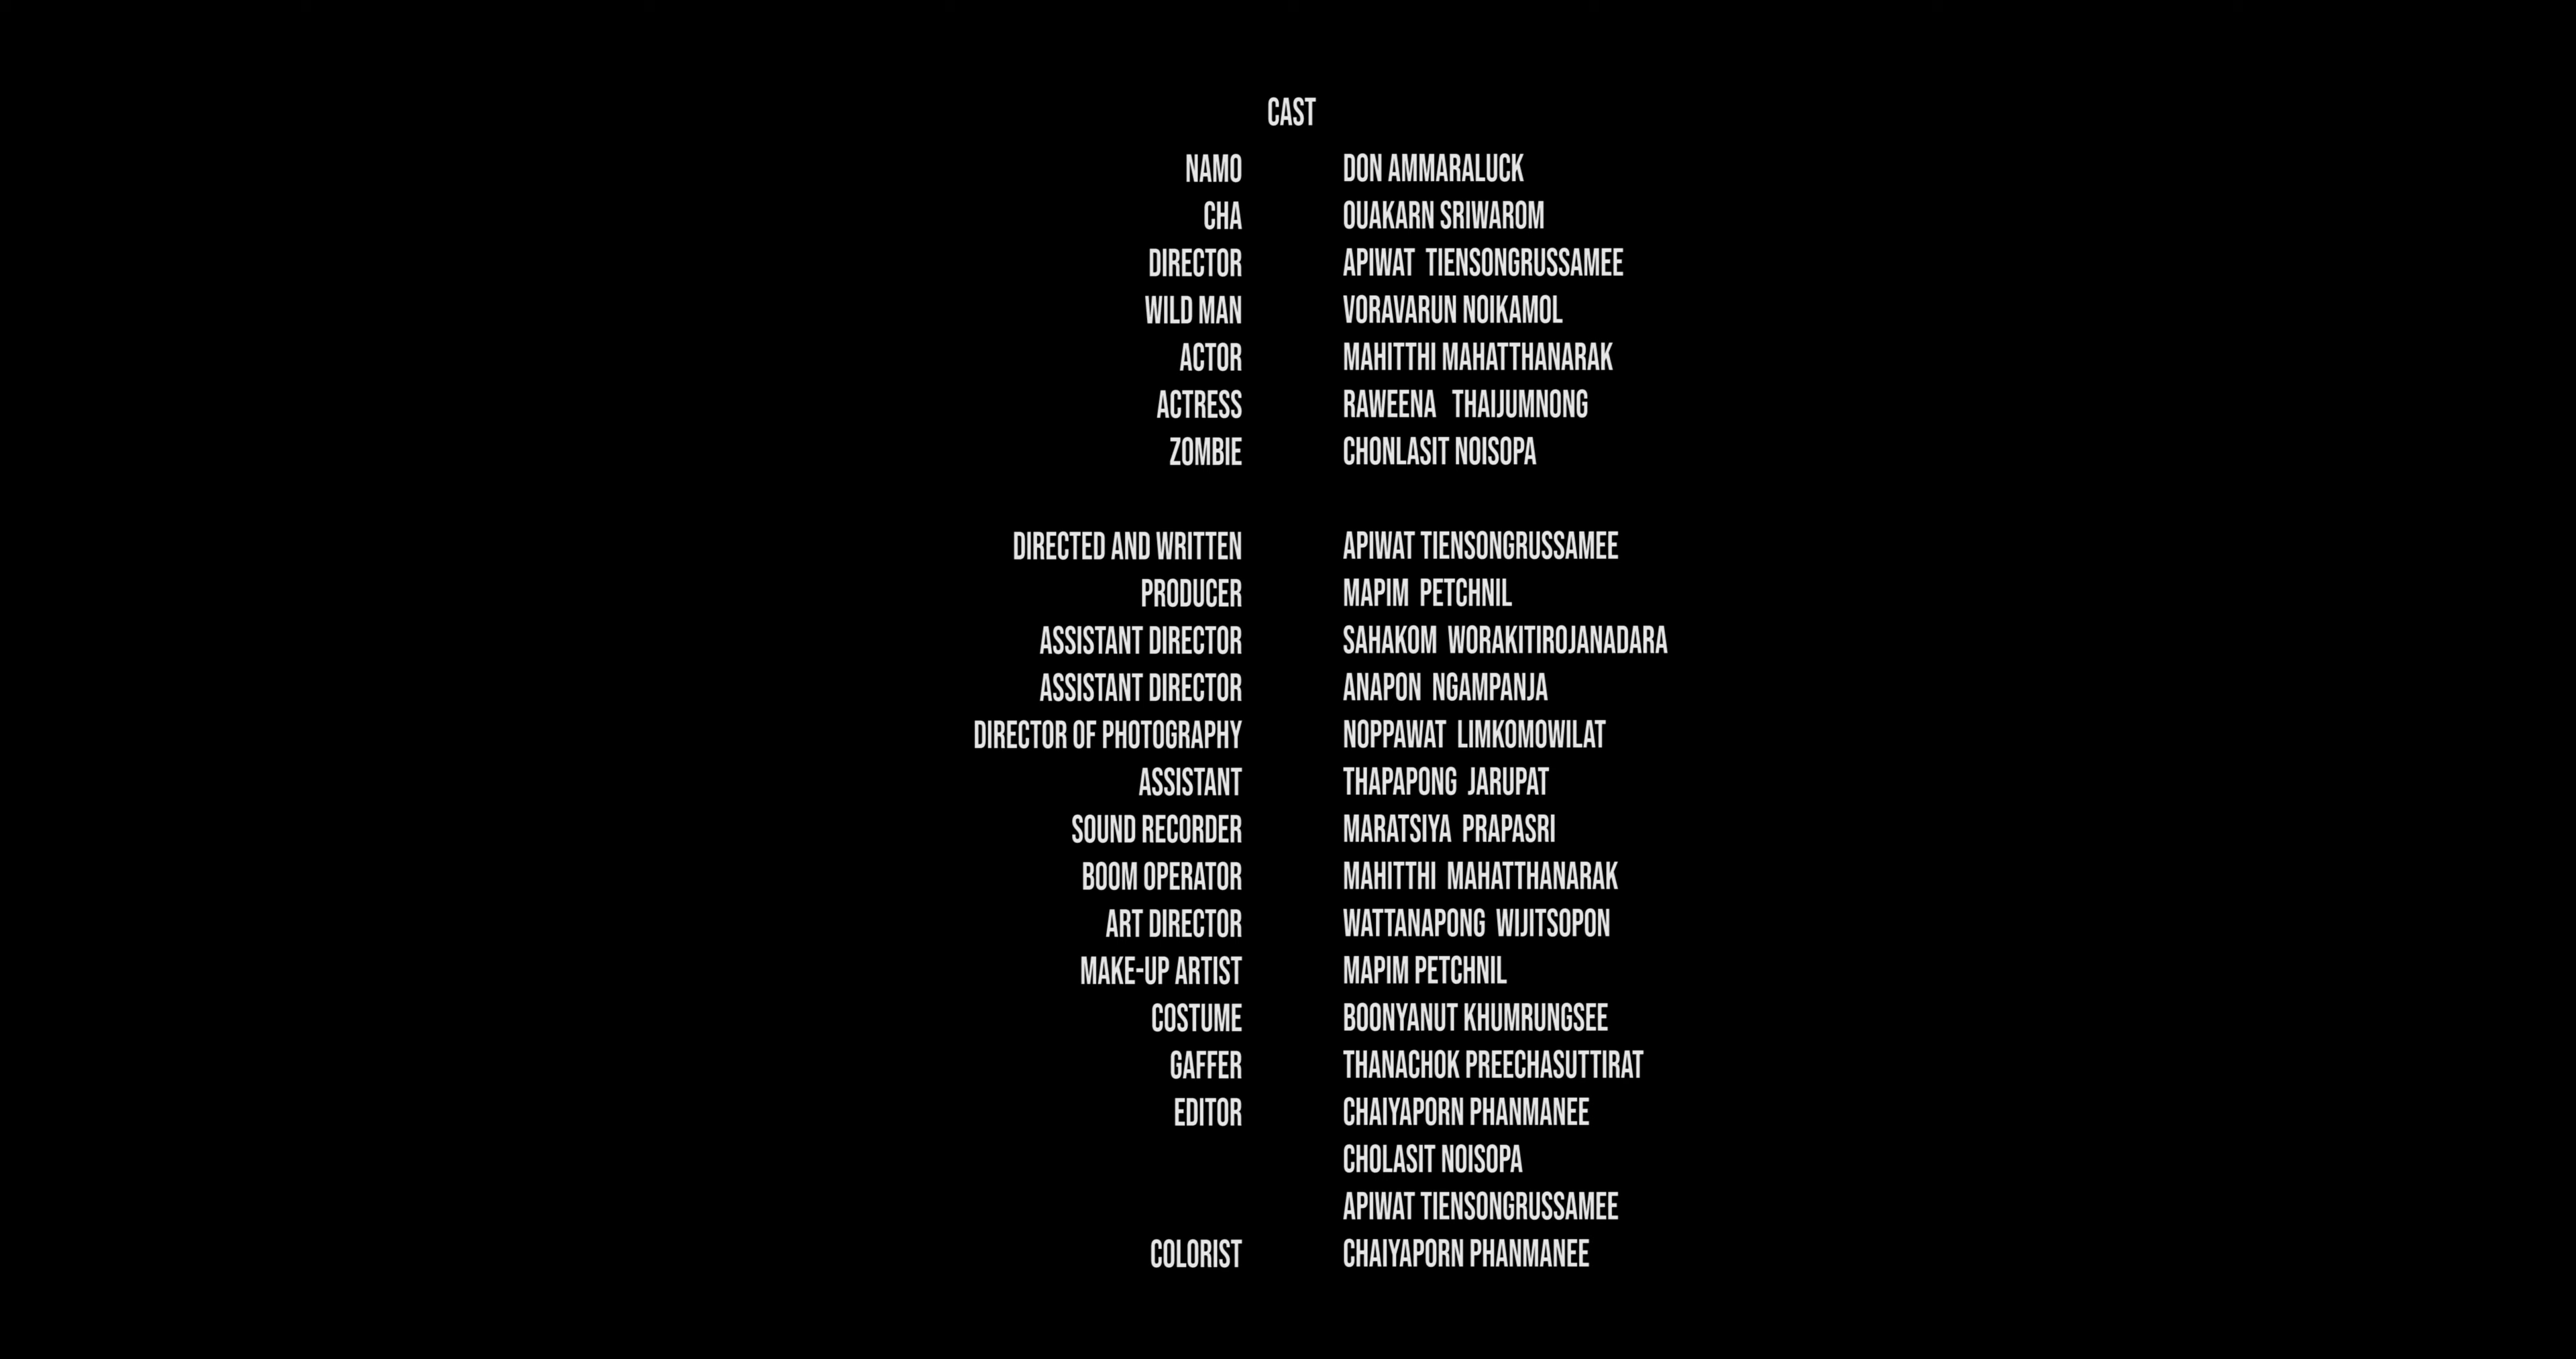 CAST
NAMO DON AMMARALUCK
CHA OUAKARN SRIWAROM
DIRECTOR APIWAT TIENSONGRUSSAMEE
WILD MAN VORAVARUN NOIKAMOL
ACTOR MAHITTHI MAHATTHANARAK
ACTRESS RAWEENA THAIJUMNONG
ZOMBIE CHONLASIT NOISOPA
DIRECTED AND WRITTEN APIWAT TIENSONGRUSSAMEE
PRODUCER MAPIM PETCHNIL
ASSISTANT DIRECTOR SAHAKOM WORAKITIROJANADARA
ASSISTANT DIRECTOR ANAPON NGAMPANJA
DIRECTOR OF PHOTOGRAPHY NOPPAWAT LIMKOMOWILAT
ASSISTANT THAPAPONG JARUPAT
SOUND RECORDER MARATSIYA PRAPASRI
BOOM OPERATOR MAHITTHI MAHATTHANARAK
ART DIRECTOR WATTANAPONG WIJITSOPON
MAKE-UP ARTIST MAPIM PETCHNIL
COSTUME BOONYANUT KHUMRUNGSEE
GAFFER THANACHOK PREECHASUTTIRAT
EDITOR CHAIYAPORN PHANMANEE
CHOLASIT NOISOPA
APIWAT TIENSONGRUSSAMEE
COLORIST CHAIYAPORN PHANMANEE